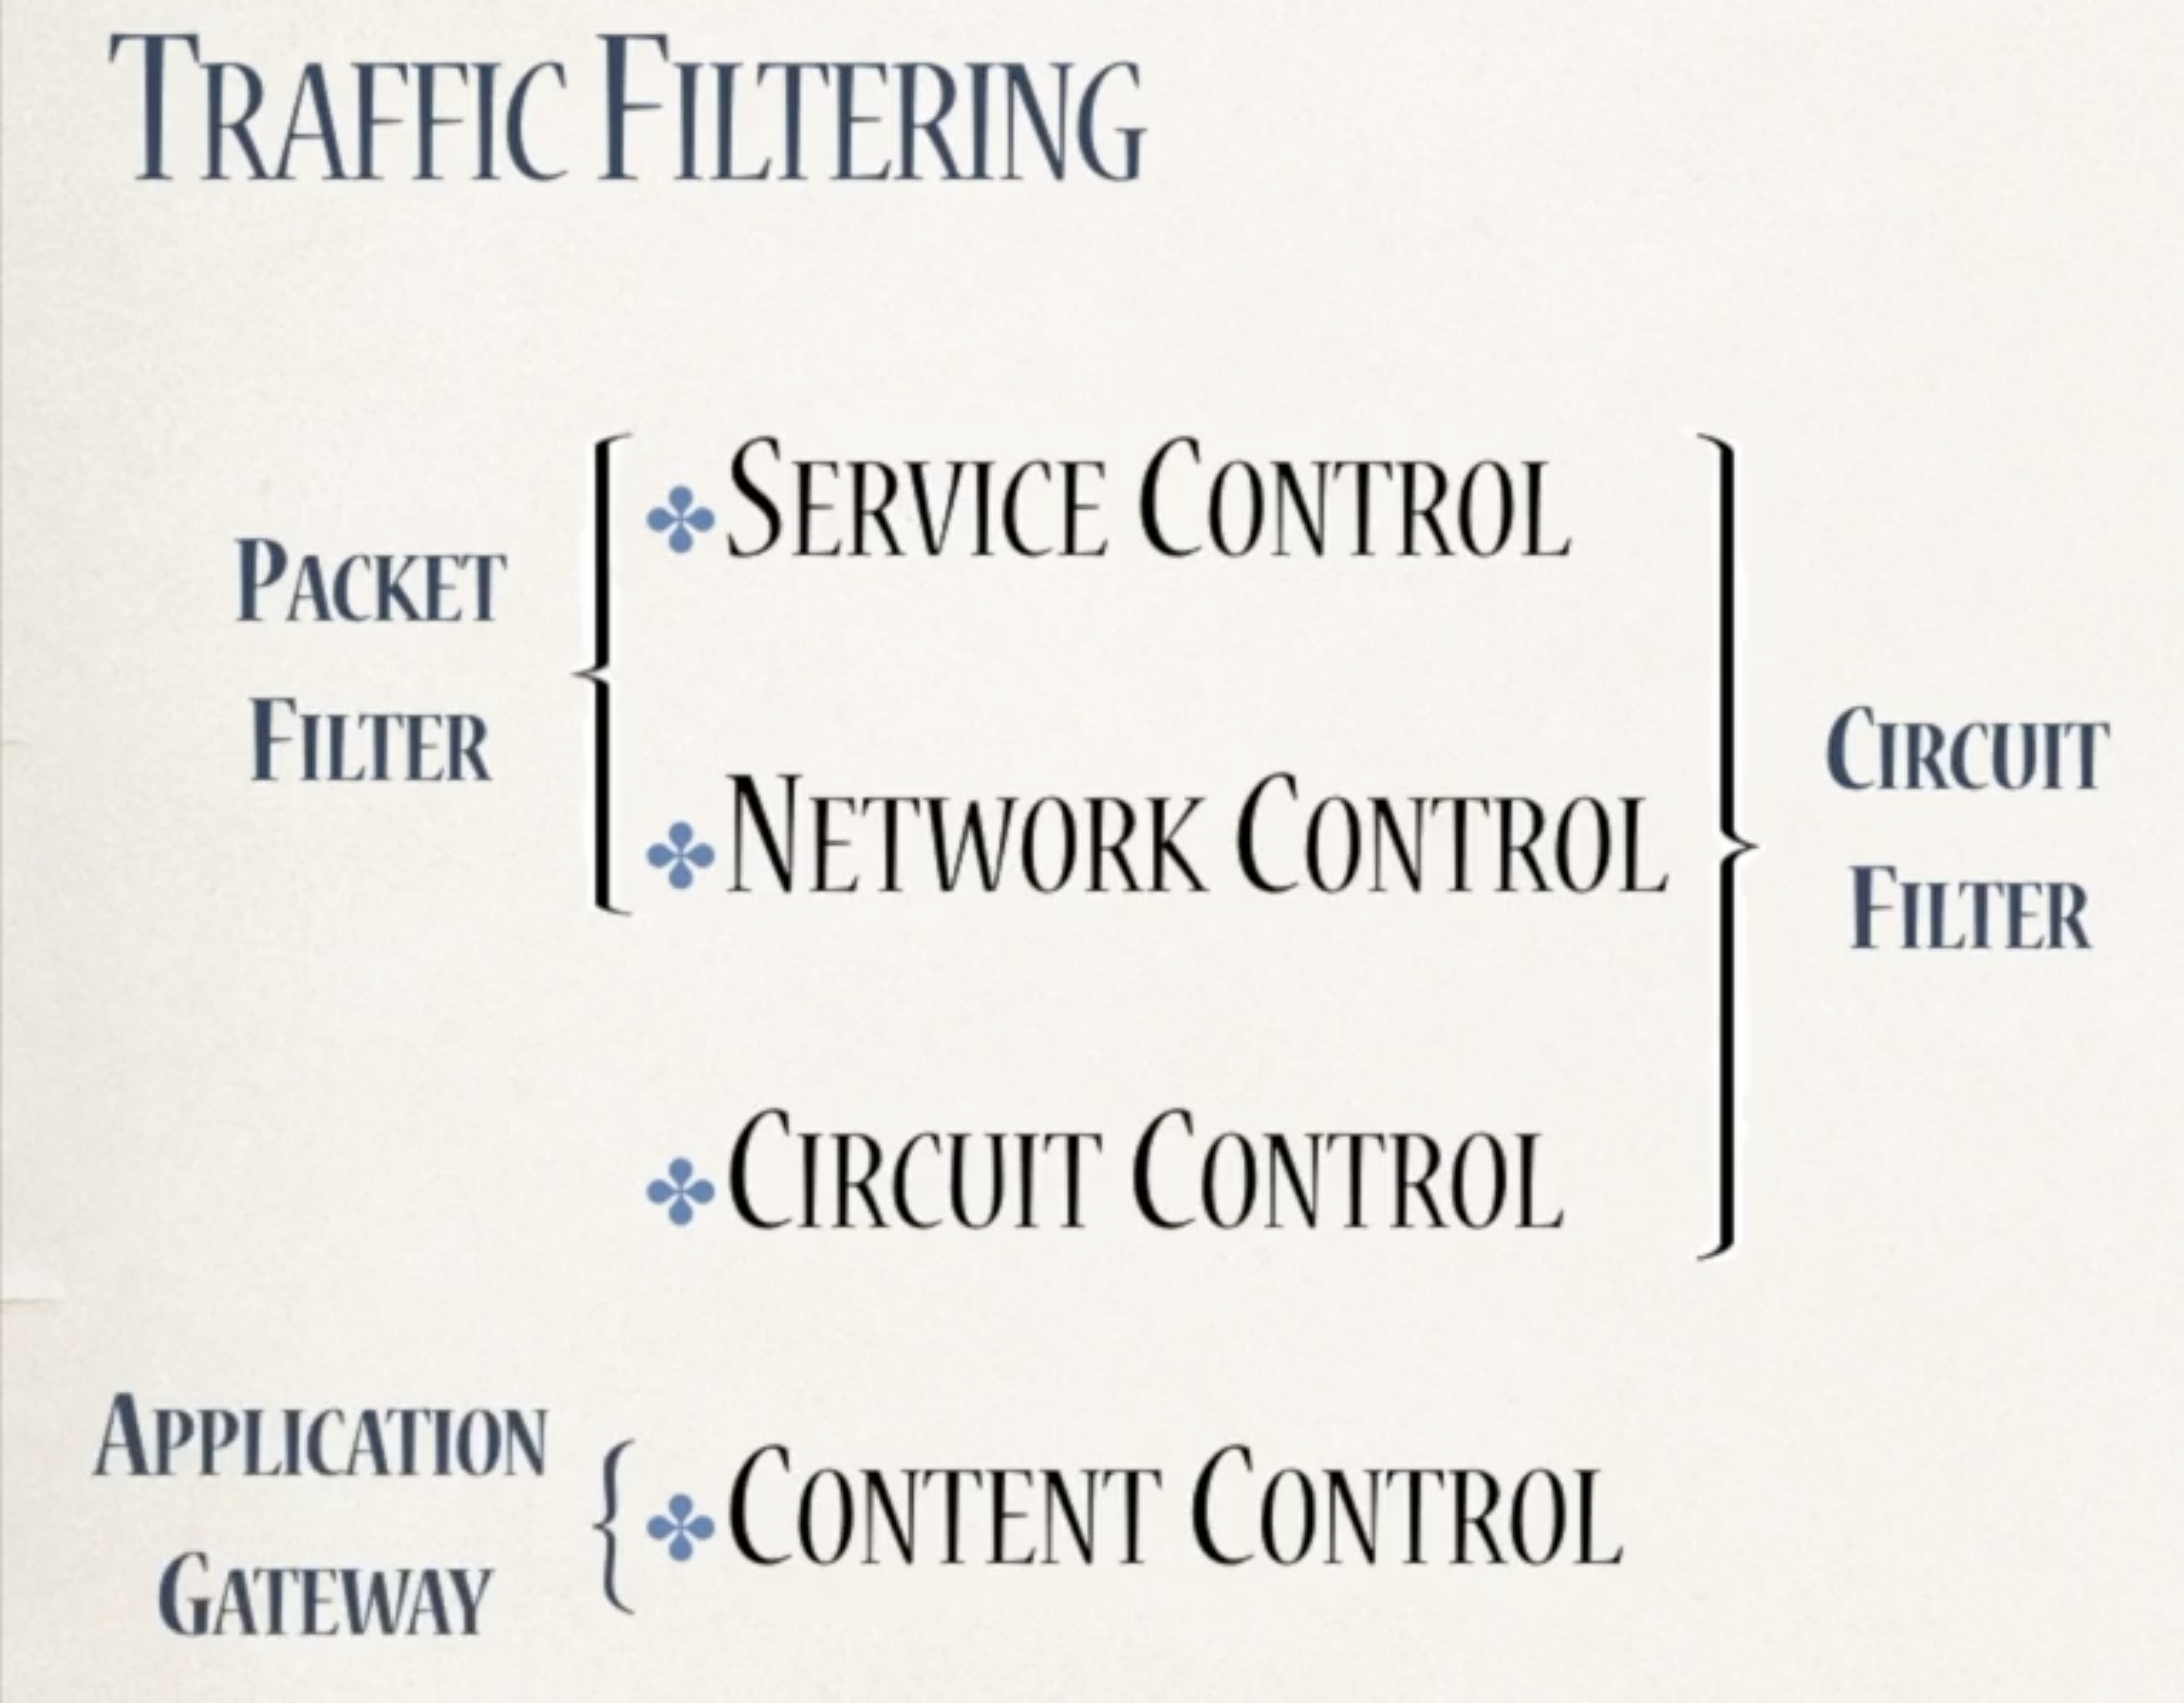 Traffic Filtering
Packet
Filter
❖ Service Control
❖ Network Control
❖ Circuit Control
Circuit
Filter
Application
Gateway
❖ Content Control